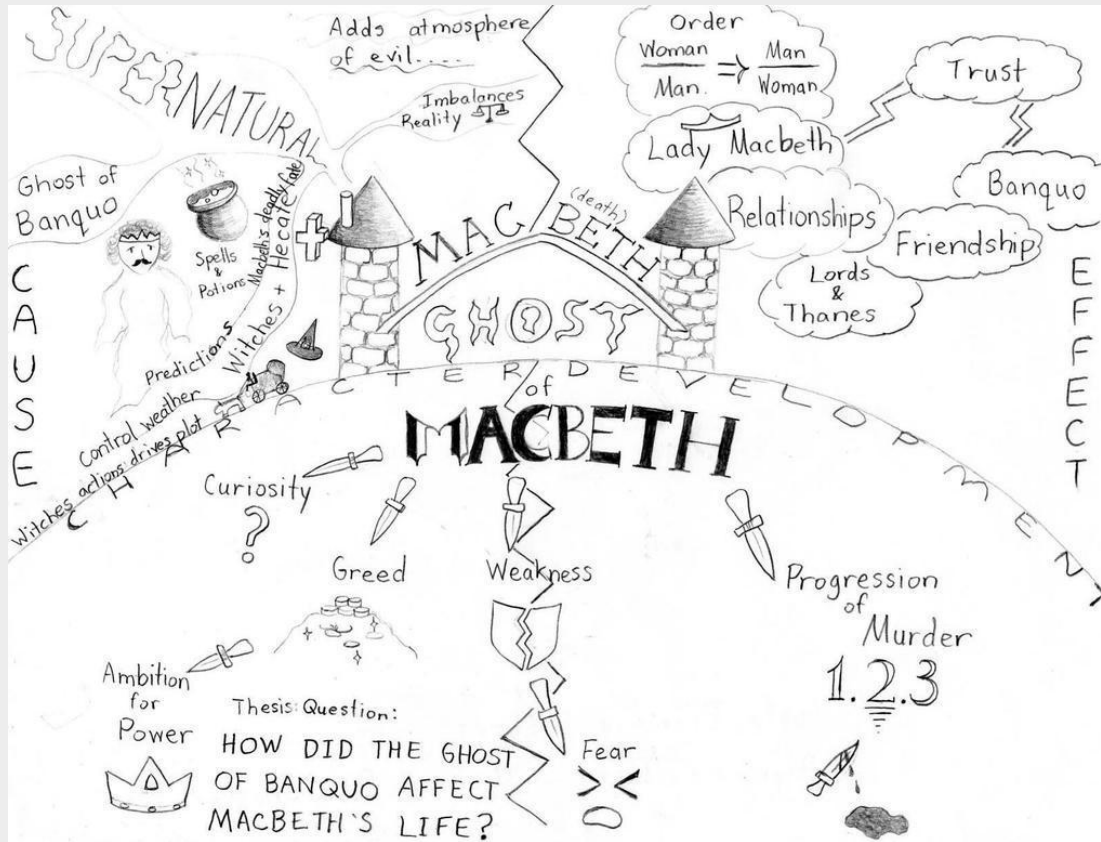 SUPERNATURAL
Adds atmosphere
of evil.....
Imbalances
Reality
Ghost of
Banquo
Spells
&
Potions
Macbeth's deadly fate
Witches + Hecate
Predictions
Control weather
Witches actions drives plot
CAUSE
Order
Woman
Man.
⇒
Man
Woman
Trust
Lady Macbeth
Banquo
Relationships
Friendship
Lords
&
Thanes
EFFECT
MACBETH
(death)
GHOST
of
MACBETH
CHARACTER DEVELOPMENT
Curiosity
?
Greed
Weakness
Progression
of
Murder
1.2.3
Ambition
for
Power
Fear
Thesis: Question:
HOW DID THE GHOST
OF BANQUO AFFECT
MACBETH'S LIFE?